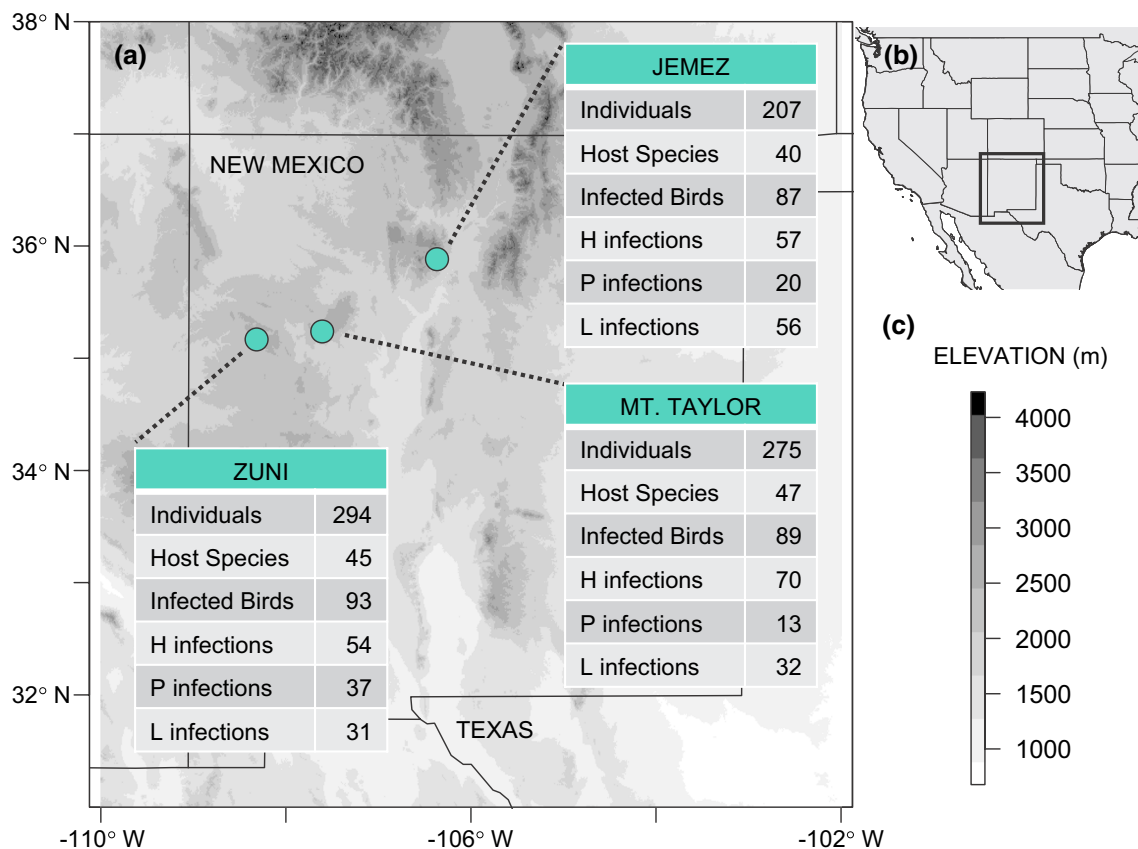 38° N
(a)
(b)
JEMEZ
Individuals 207
Host Species 40
Infected Birds 87
H infections 57
P infections 20
L infections 56
NEW MEXICO
36° N
(c)
ELEVATION (m)
4000
3500
3000
2500
2000
1500
1000
MT. TAYLOR
Individuals 275
Host Species 47
Infected Birds 89
H infections 70
P infections 13
L infections 32
34° N
ZUNI
Individuals 294
Host Species 45
Infected Birds 93
H infections 54
P infections 37
L infections 31
32° N
TEXAS
-110° W
-106° W
-102° W